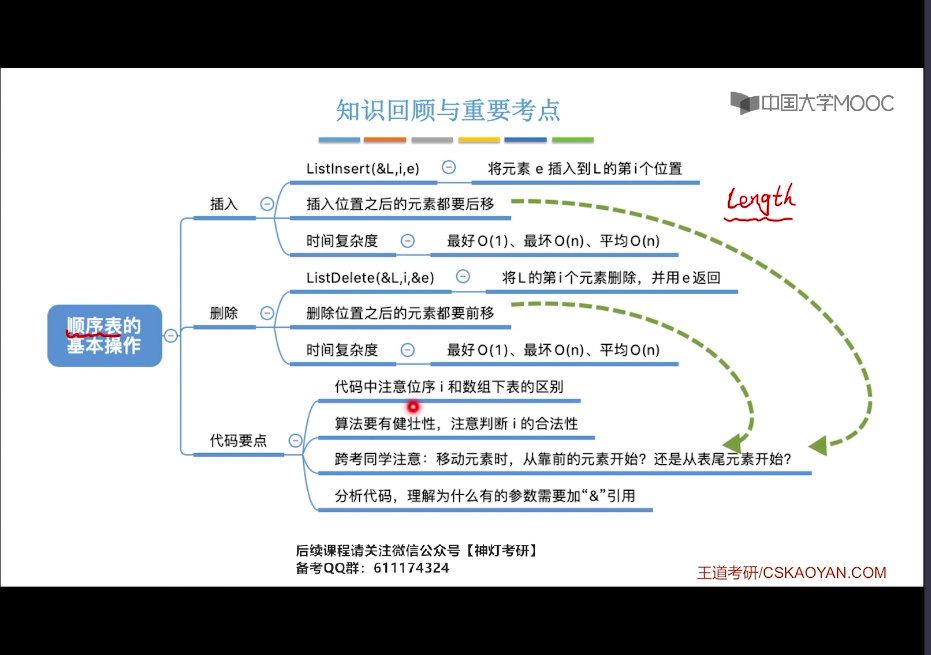 知识回顾与重要考点
中国大学MOOC
ListInsert(&L,i,e)
将元素 e 插入到L的第i个位置
Length
插入
插入位置之后的元素都要后移
时间复杂度
最好O(1)、最坏O(n)、平均O(n)
ListDelete(&L,i,&e)
将L的第i个元素删除，并用e返回
删除
删除位置之后的元素都要前移
顺序表的
基本操作
时间复杂度
最好O(1)、最坏O(n)、平均O(n)
代码中注意位序 i 和数组下表的区别
算法要有健壮性，注意判断 i 的合法性
代码要点
跨考同学注意：移动元素时，从靠前的元素开始？还是从表尾元素开始？
分析代码，理解为什么有的参数需要加“&”引用
后续课程请关注微信公众号【神灯考研】
备考QQ群：611174324
王道考研/CSKAOYAN.COM